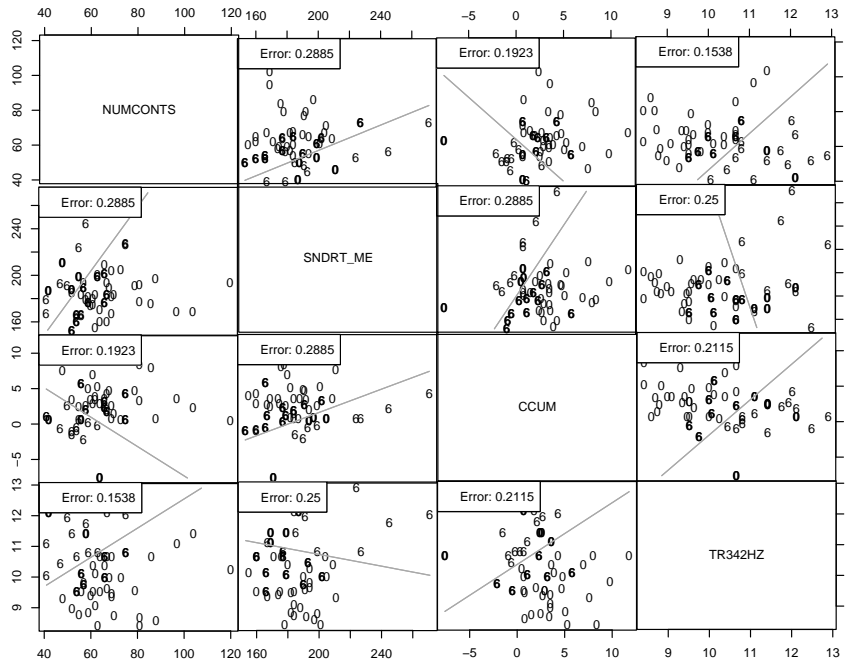 40 60 80 100 120
160 200 240
−5 0 5 10
9 10 11 12 13
40 60 80 100 120
NUMCONTS
Error: 0.2885
Error: 0.1923
Error: 0.1538
160 200 240
Error: 0.2885
SNDRT_ME
Error: 0.2885
Error: 0.25
−5 0 5 10
Error: 0.1923
Error: 0.2885
CCUM
Error: 0.2115
9 10 11 12 13
Error: 0.1538
Error: 0.25
Error: 0.2115
TR342HZ
40 60 80 100 120
160 200 240
−5 0 5 10
9 10 11 12 13